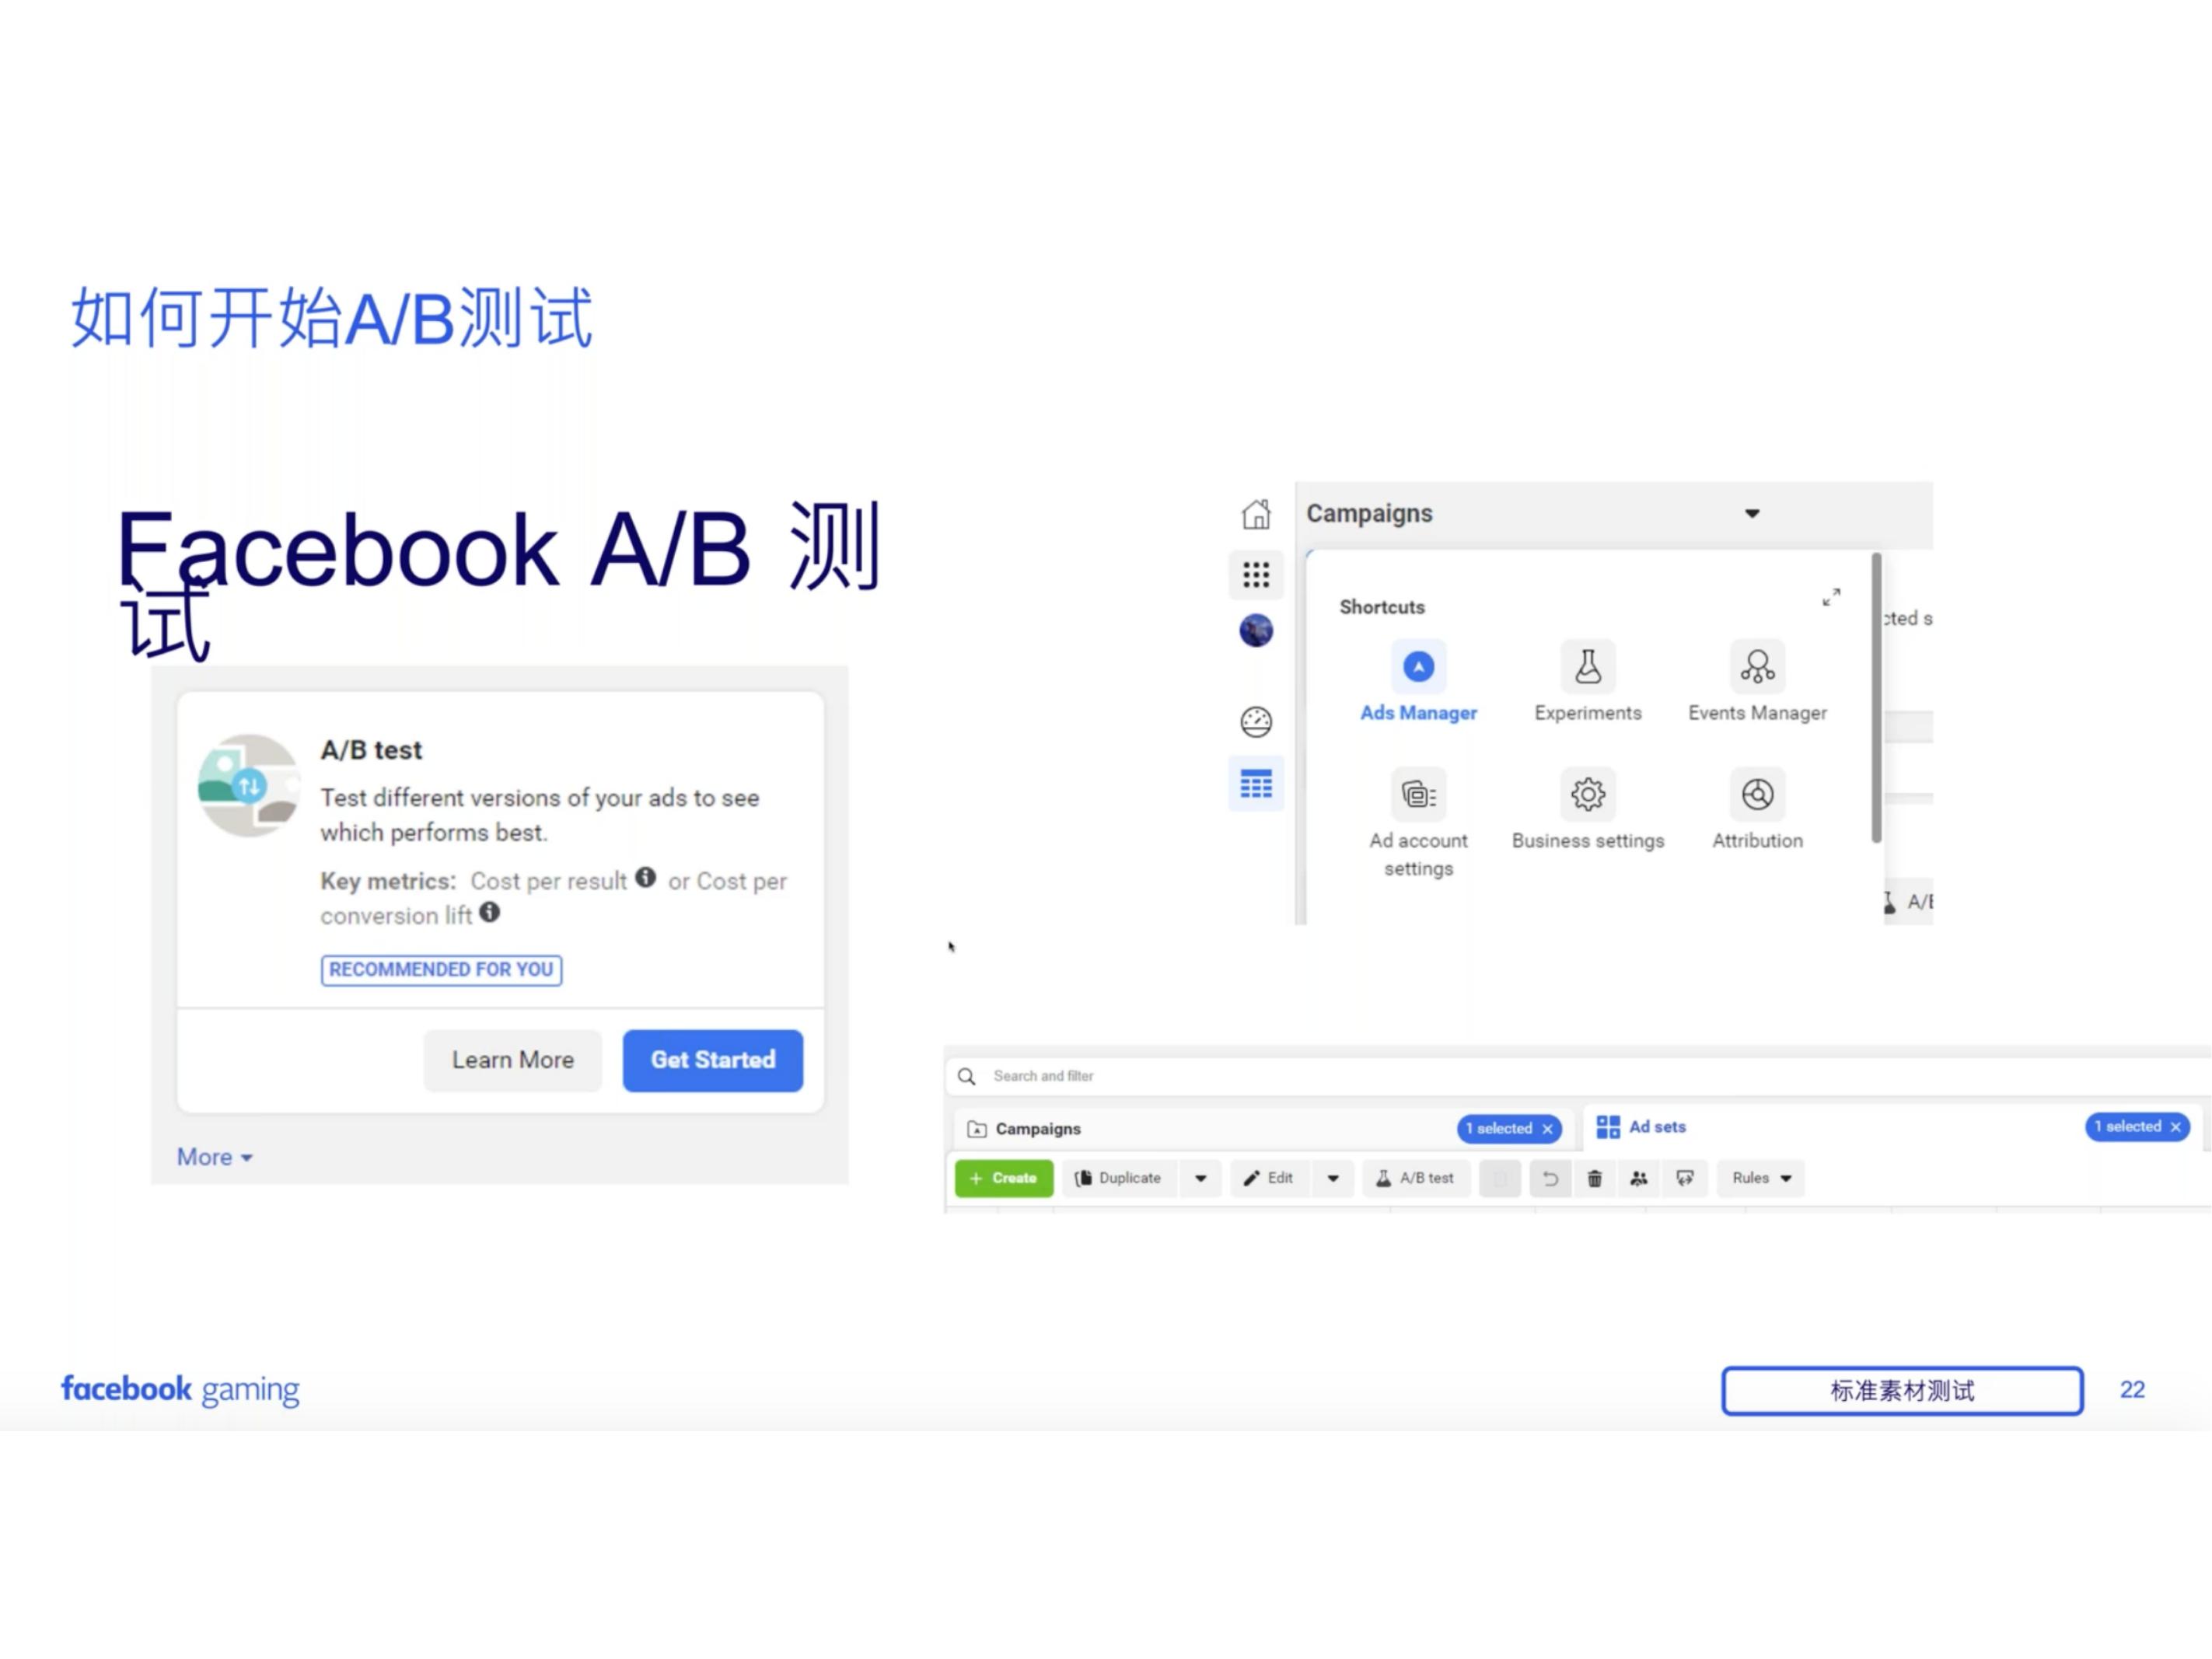 如何开始A/B测试
Facebook A/B 测
试
A/B test
Test different versions of your ads to see
which performs best.
Key metrics: Cost per result or Cost per
conversion lift
RECOMMENDED FOR YOU
Learn More Get Started
More
Campaigns
Shortcuts
Ads Manager Experiments Events Manager
Ad account
settings
Business settings Attribution
cted s
A/B
Search and filter
Campaigns 1 selected × Ad sets 1 selected ×
+ Create Duplicate Edit A/B test Rules
facebook gaming
标准素材测试 22